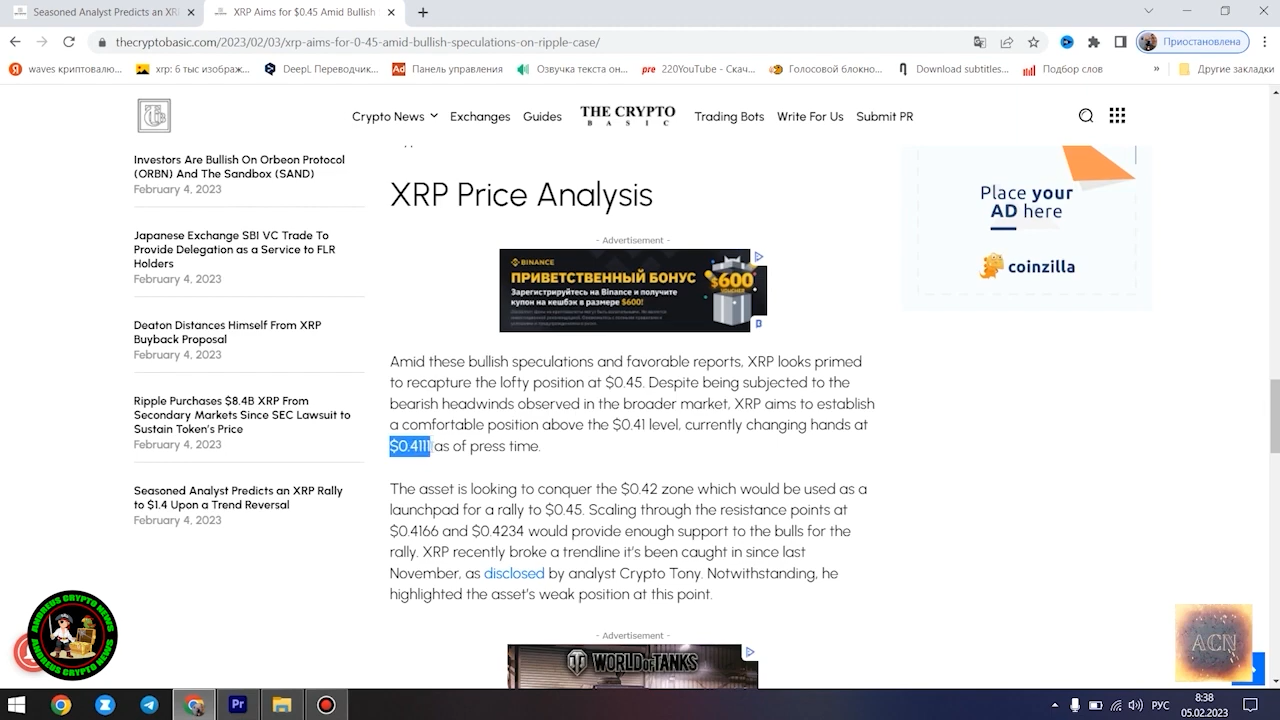 Seasoned Analyst Predicts an XRP
XRP Aims for $0.45 Amid Bullish
thecryptobasic.com/2023/02/03/xrp-aims-for-0-45-amid-bullish-speculations-on-ripple-case/
Приостановлена
waves криптовалю...
xrp: 6 тыс изображ...
DeepL Переводчик...
Панель управления
Озвучка текста он...
pre 220YouTube - Скач...
Голосовой блокно...
Download subtitles...
Подбор слов
»
Другие закладки
Crypto News
Exchanges
Guides
THE CRYPTO
BASIC
Trading Bots
Write For Us
Submit PR
Investors Are Bullish On Orbeon Protocol
(ORBN) And The Sandbox (SAND)
February 4, 2023
Japanese Exchange SBI VC Trade To
Provide Delegation as a Service to FLR
Holders
February 4, 2023
Deaton Distances Himself From XRP
Buyback Proposal
February 4, 2023
Ripple Purchases $8.4B XRP From
Secondary Markets Since SEC Lawsuit to
Sustain Token's Price
February 4, 2023
Seasoned Analyst Predicts an XRP Rally
to $1.4 Upon a Trend Reversal
February 4, 2023
XRP Price Analysis
- Advertisement -
BINANCE
ПРИВЕТСТВЕННЫЙ БОНУС
Зарегистрируйтесь на Binance и получите
купон на кешбэк в размере $600!
$600
VOUCHER
Amid these bullish speculations and favorable reports, XRP looks primed
to recapture the lofty position at $0.45. Despite being subjected to the
bearish headwinds observed in the broader market, XRP aims to establish
a comfortable position above the $0.41 level, currently changing hands at
$0.4111 as of press time.
The asset is looking to conquer the $0.42 zone which would be used as a
launchpad for a rally to $0.45. Scaling through the resistance points at
$0.4166 and $0.4234 would provide enough support to the bulls for the
rally. XRP recently broke a trendline it's been caught in since last
November, as disclosed by analyst Crypto Tony. Notwithstanding, he
highlighted the asset's weak position at this point.
- Advertisement -
WORLD OF TANKS
Place your
AD here
coinzilla
ANDREUS CRYPTO NEWS
ANDREUS CRYPTO NEWS
ACN
Pr
РУС
8:38
05.02.2023